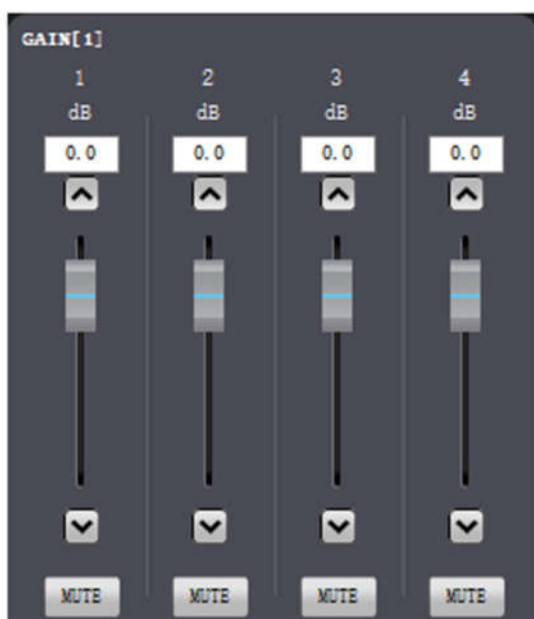 GAIN[1]
1 2 3 4
dB dB dB dB
0.0 0.0 0.0 0.0
MUTE MUTE MUTE MUTE